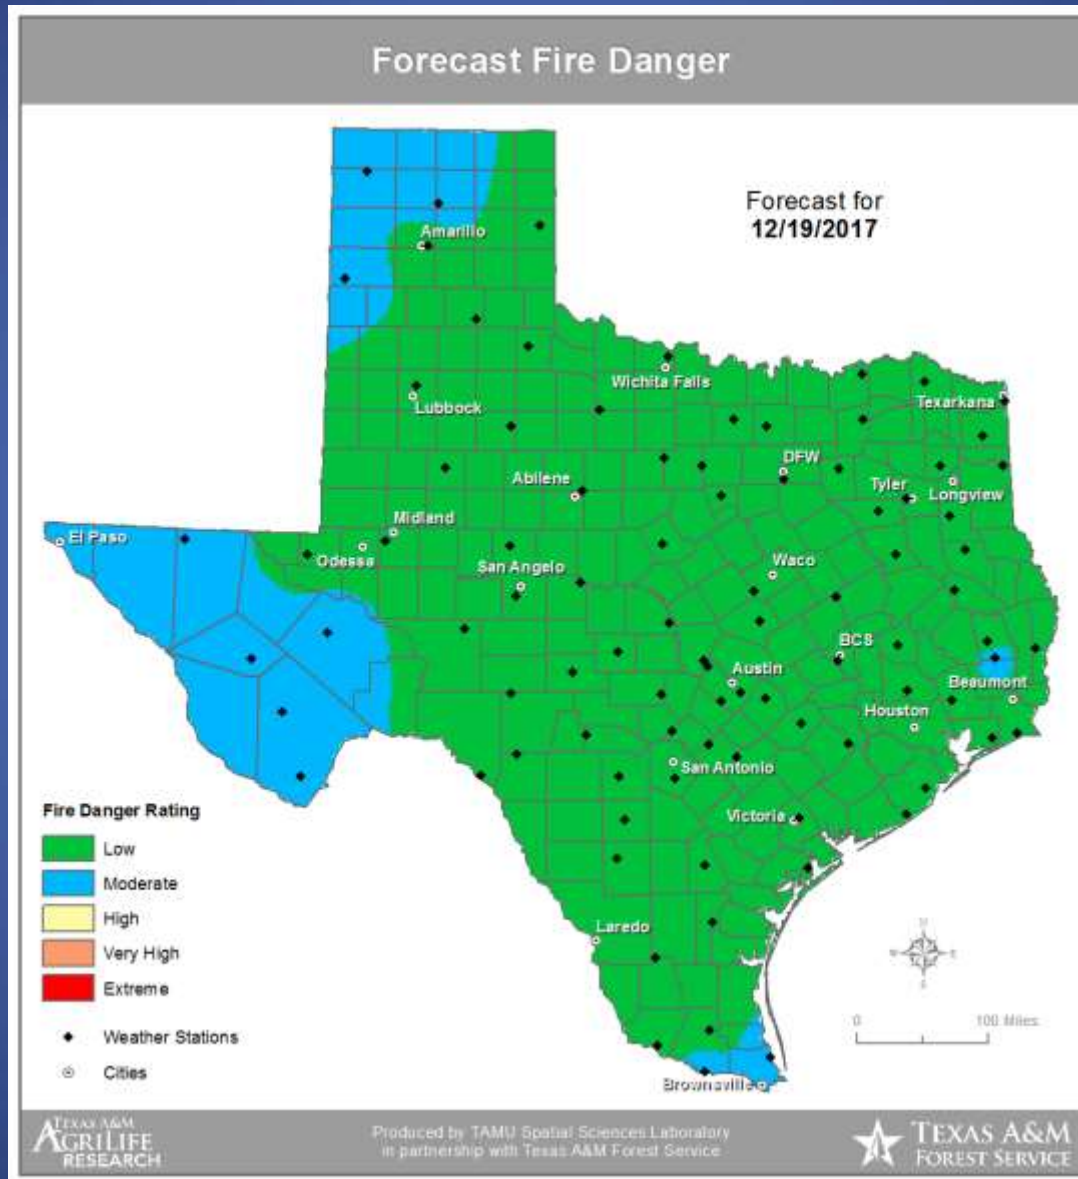 Forecast Fire Danger
Forecast for
12/19/2017
Amarillo
Wichita Falls
Lubbock
Texarkana
DFW
Abilene
Tyler
Longview
Midland
El Paso
Odessa
San Angelo
Waco
BCS
Austin
Beaumont
Houston
San Antonio
Victoria
Laredo
Brownsville
Fire Danger Rating
Low
Moderate
High
Very High
Extreme
Weather Stations
Cities
N
W E
S
0 100 Miles
TEXAS A&M
AGRILIFE
RESEARCH
Produced by TAMU Spatial Sciences Laboratory
in partnership with Texas A&M Forest Service
TEXAS A&M
FOREST SERVICE